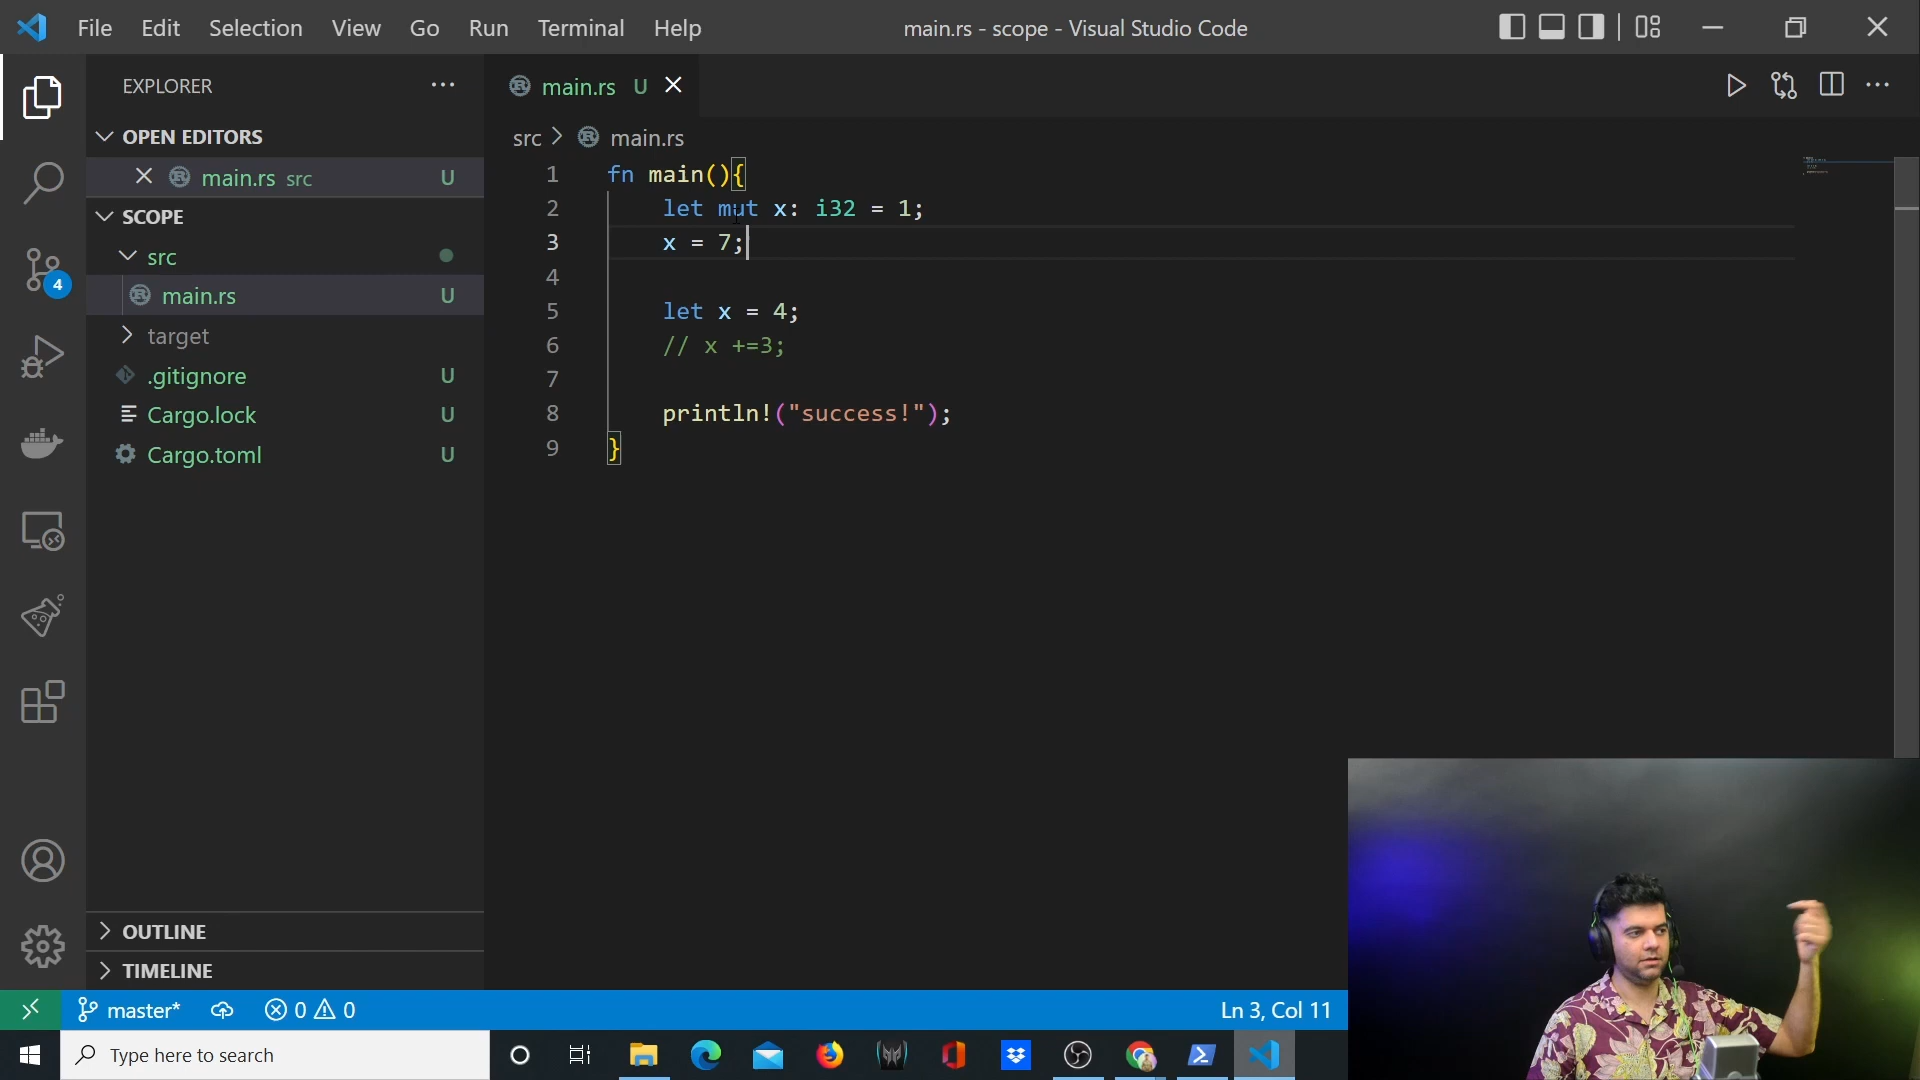 File Edit Selection View Go Run Terminal Help
main.rs - scope - Visual Studio Code
EXPLORER
OPEN EDITORS
main.rs src U
SCOPE
src
main.rs U
target
.gitignore U
Cargo.lock U
Cargo.toml U
OUTLINE
TIMELINE
4
main.rs U
src > main.rs
1 fn main(){
2 let mut x: i32 = 1;
3 x = 7;
4
5 let x = 4;
6 // x +=3;
7
8 println!("success!");
9 }
master* 0 0
Ln 3, Col 11
Type here to search